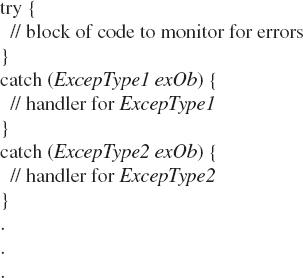 try {
// block of code to monitor for errors
}
catch (ExcepType1 exOb) {
// handler for ExcepType1
}
catch (ExcepType2 exOb) {
// handler for ExcepType2
}
.
.
.